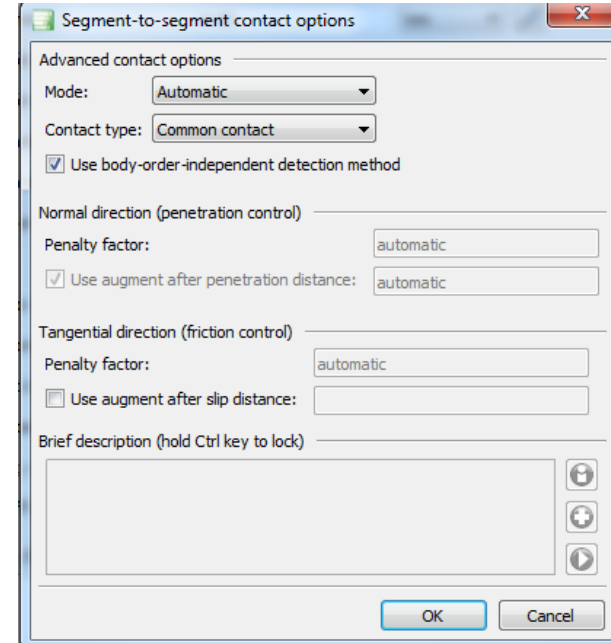 Segment-to-segment contact options
Advanced contact options
Mode: Automatic
Contact type: Common contact
Use body-order-independent detection method
Normal direction (penetration control)
Penalty factor: automatic
Use augment after penetration distance: automatic
Tangential direction (friction control)
Penalty factor: automatic
Use augment after slip distance:
Brief description (hold Ctrl key to lock)
OK Cancel